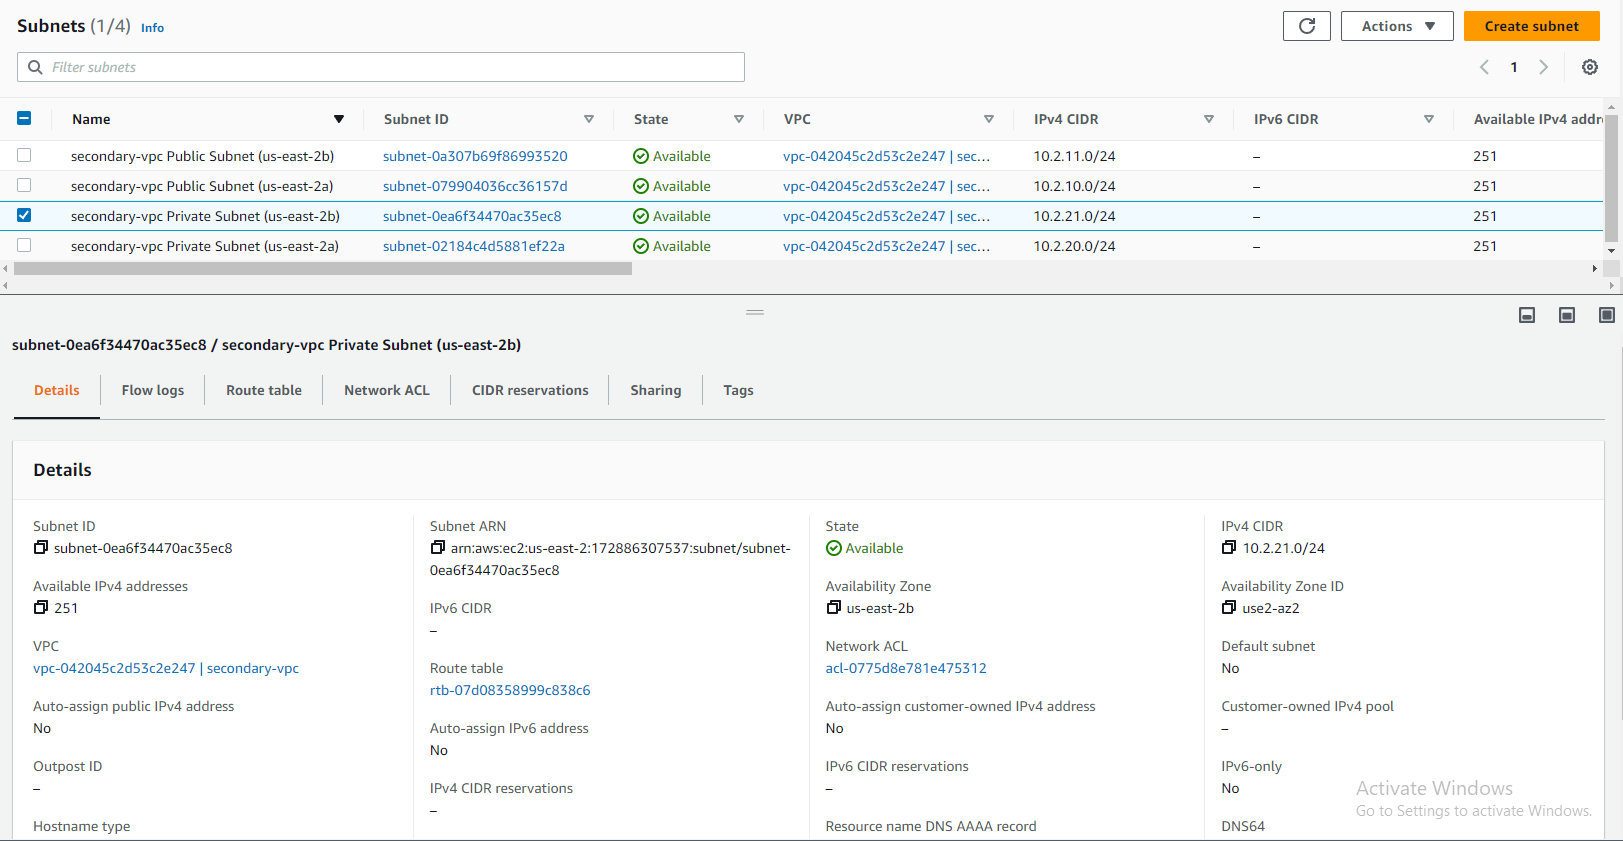 Subnets (1/4) Info
Actions
Create subnet
Filter subnets
1
Name Subnet ID State VPC IPv4 CIDR IPv6 CIDR Available IPv4 addr
secondary-vpc Public Subnet (us-east-2b) subnet-0a307b69f86993520 Available vpc-042045c2d53c2e247 | sec... 10.2.11.0/24 – 251
secondary-vpc Public Subnet (us-east-2a) subnet-079904036cc36157d Available vpc-042045c2d53c2e247 | sec... 10.2.10.0/24 – 251
secondary-vpc Private Subnet (us-east-2b) subnet-0ea6f34470ac35ec8 Available vpc-042045c2d53c2e247 | sec... 10.2.21.0/24 – 251
secondary-vpc Private Subnet (us-east-2a) subnet-02184c4d5881ef22a Available vpc-042045c2d53c2e247 | sec... 10.2.20.0/24 – 251
subnet-0ea6f34470ac35ec8 / secondary-vpc Private Subnet (us-east-2b)
Details Flow logs Route table Network ACL CIDR reservations Sharing Tags
Details
Subnet ID
subnet-0ea6f34470ac35ec8
Available IPv4 addresses
251
VPC
vpc-042045c2d53c2e247 | secondary-vpc
Auto-assign public IPv4 address
No
Outpost ID
–
Hostname type
Subnet ARN
arn:aws:ec2:us-east-2:172886307537:subnet/subnet-
0ea6f34470ac35ec8
IPv6 CIDR
–
Route table
rtb-07d08358999c838c6
Auto-assign IPv6 address
No
IPv4 CIDR reservations
–
State
Available
Availability Zone
us-east-2b
Network ACL
acl-0775d8e781e475312
Auto-assign customer-owned IPv4 address
No
IPv6 CIDR reservations
–
Resource name DNS AAAA record
IPv4 CIDR
10.2.21.0/24
Availability Zone ID
use2-az2
Default subnet
No
Customer-owned IPv4 pool
–
IPv6-only
No
DNS64
Activate Windows
Go to Settings to activate Windows.